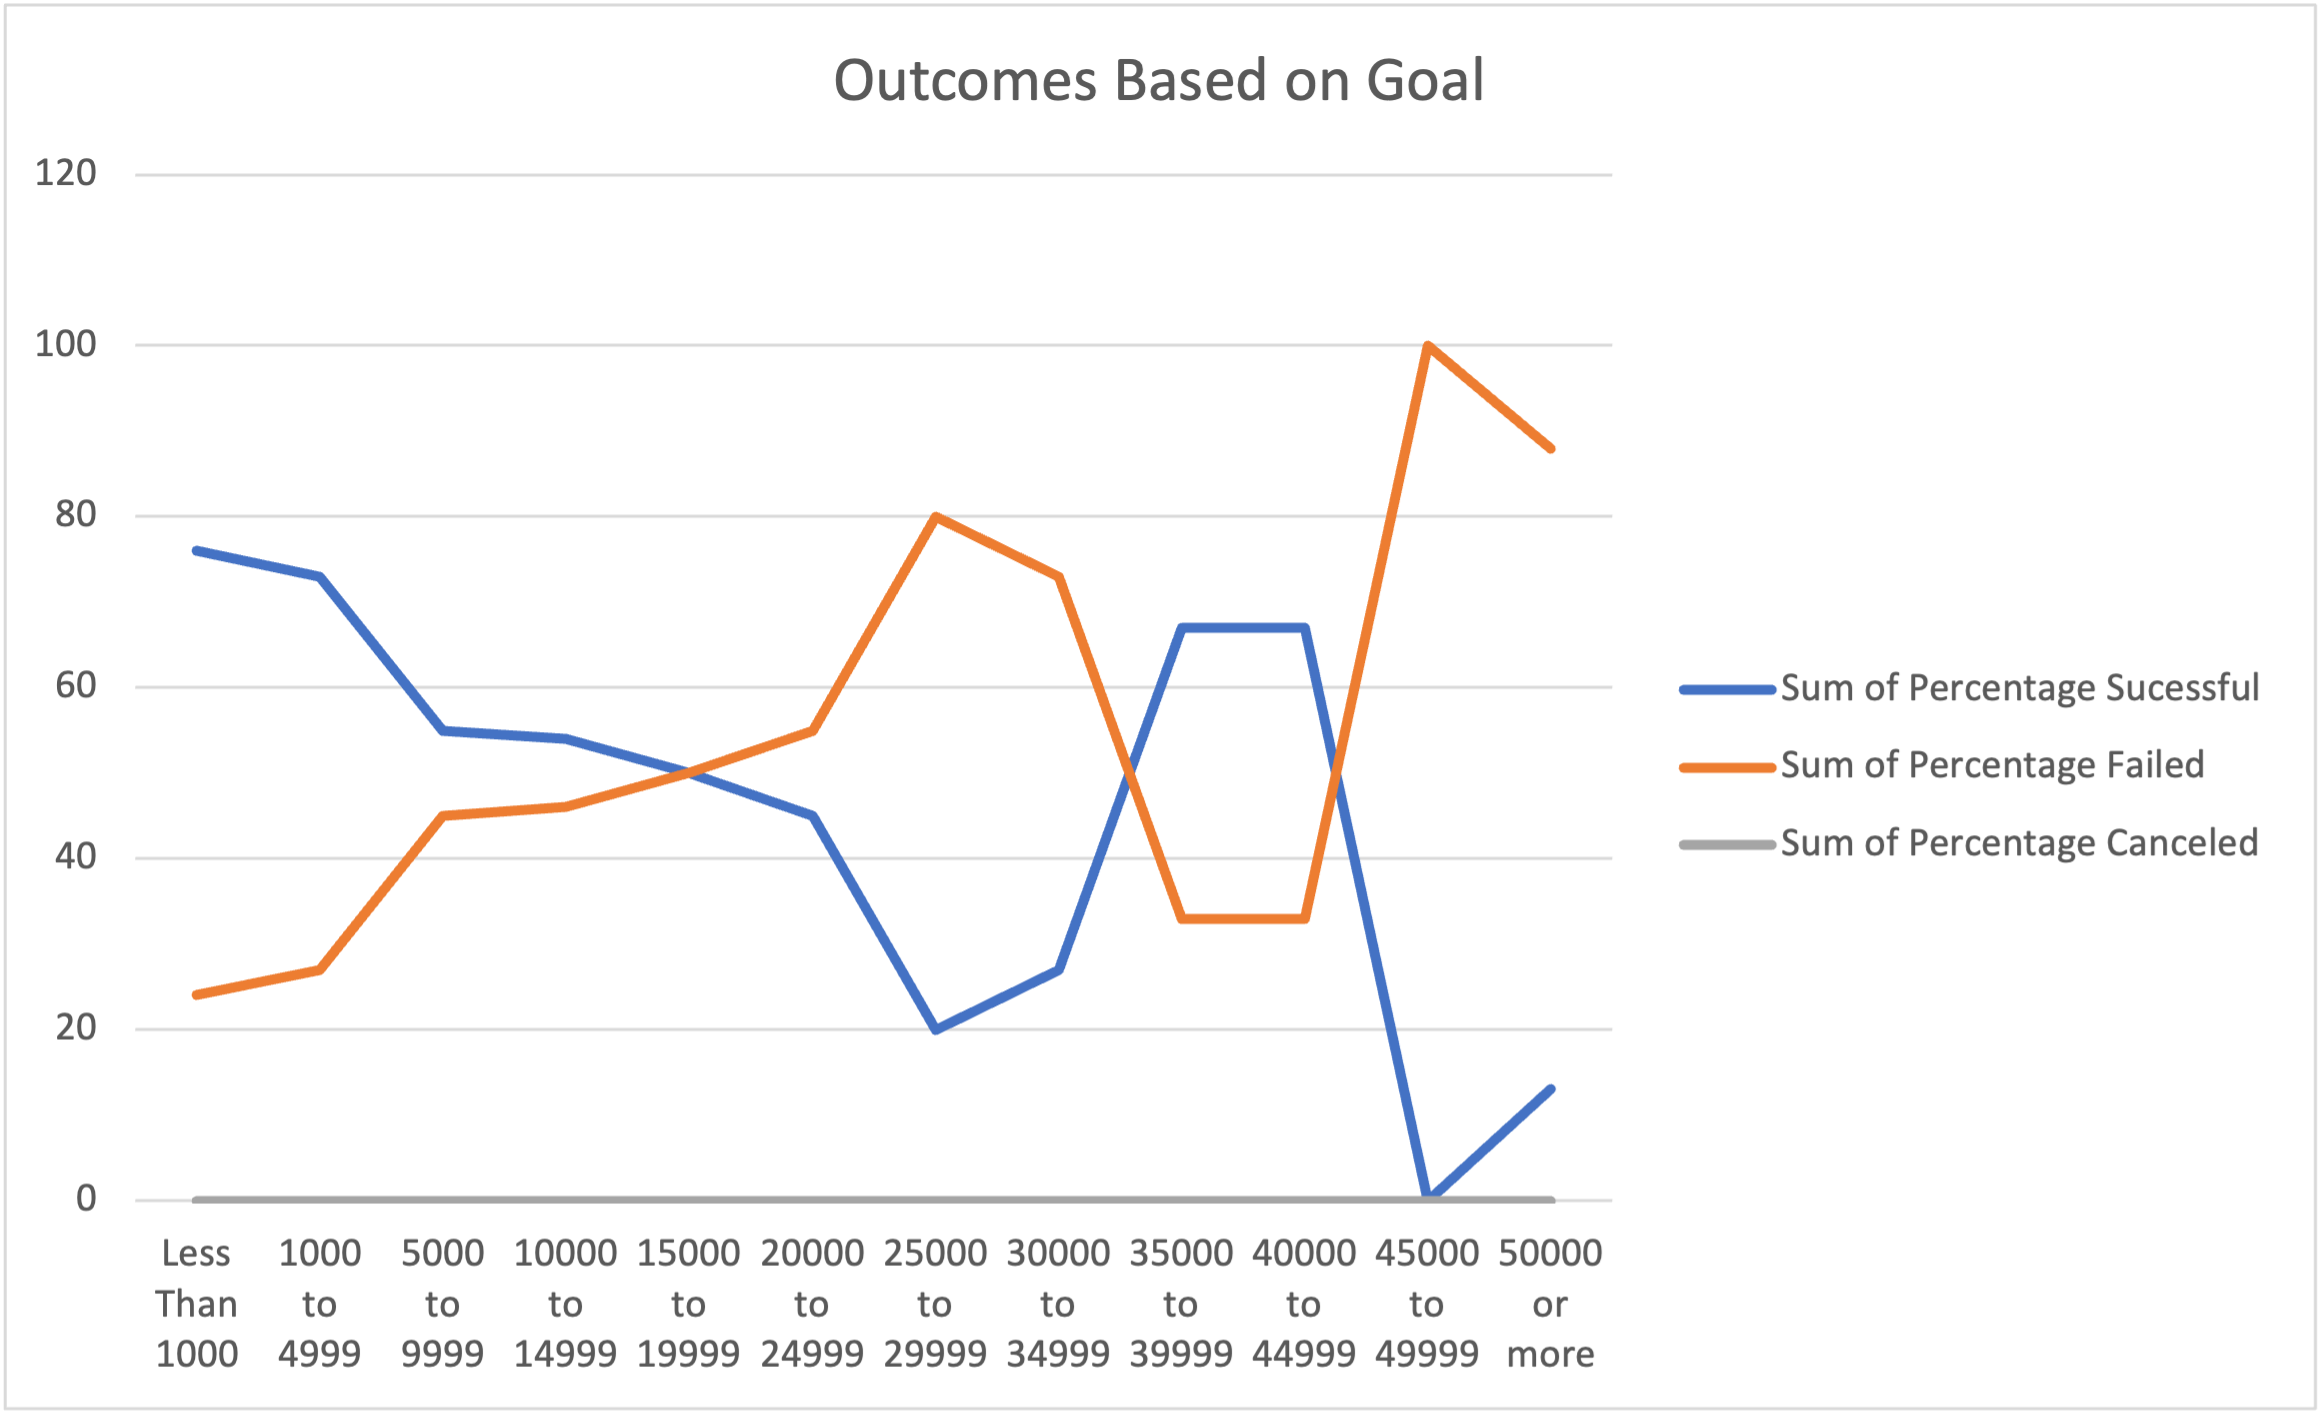 Outcomes Based on Goal
120
100
80
60
40
20
0
Less Than 1000
1000 to 4999
5000 to 9999
10000 to 14999
15000 to 19999
20000 to 24999
25000 to 29999
30000 to 34999
35000 to 39999
40000 to 44999
45000 to 49999
50000 or more
Sum of Percentage Sucessful
Sum of Percentage Failed
Sum of Percentage Canceled